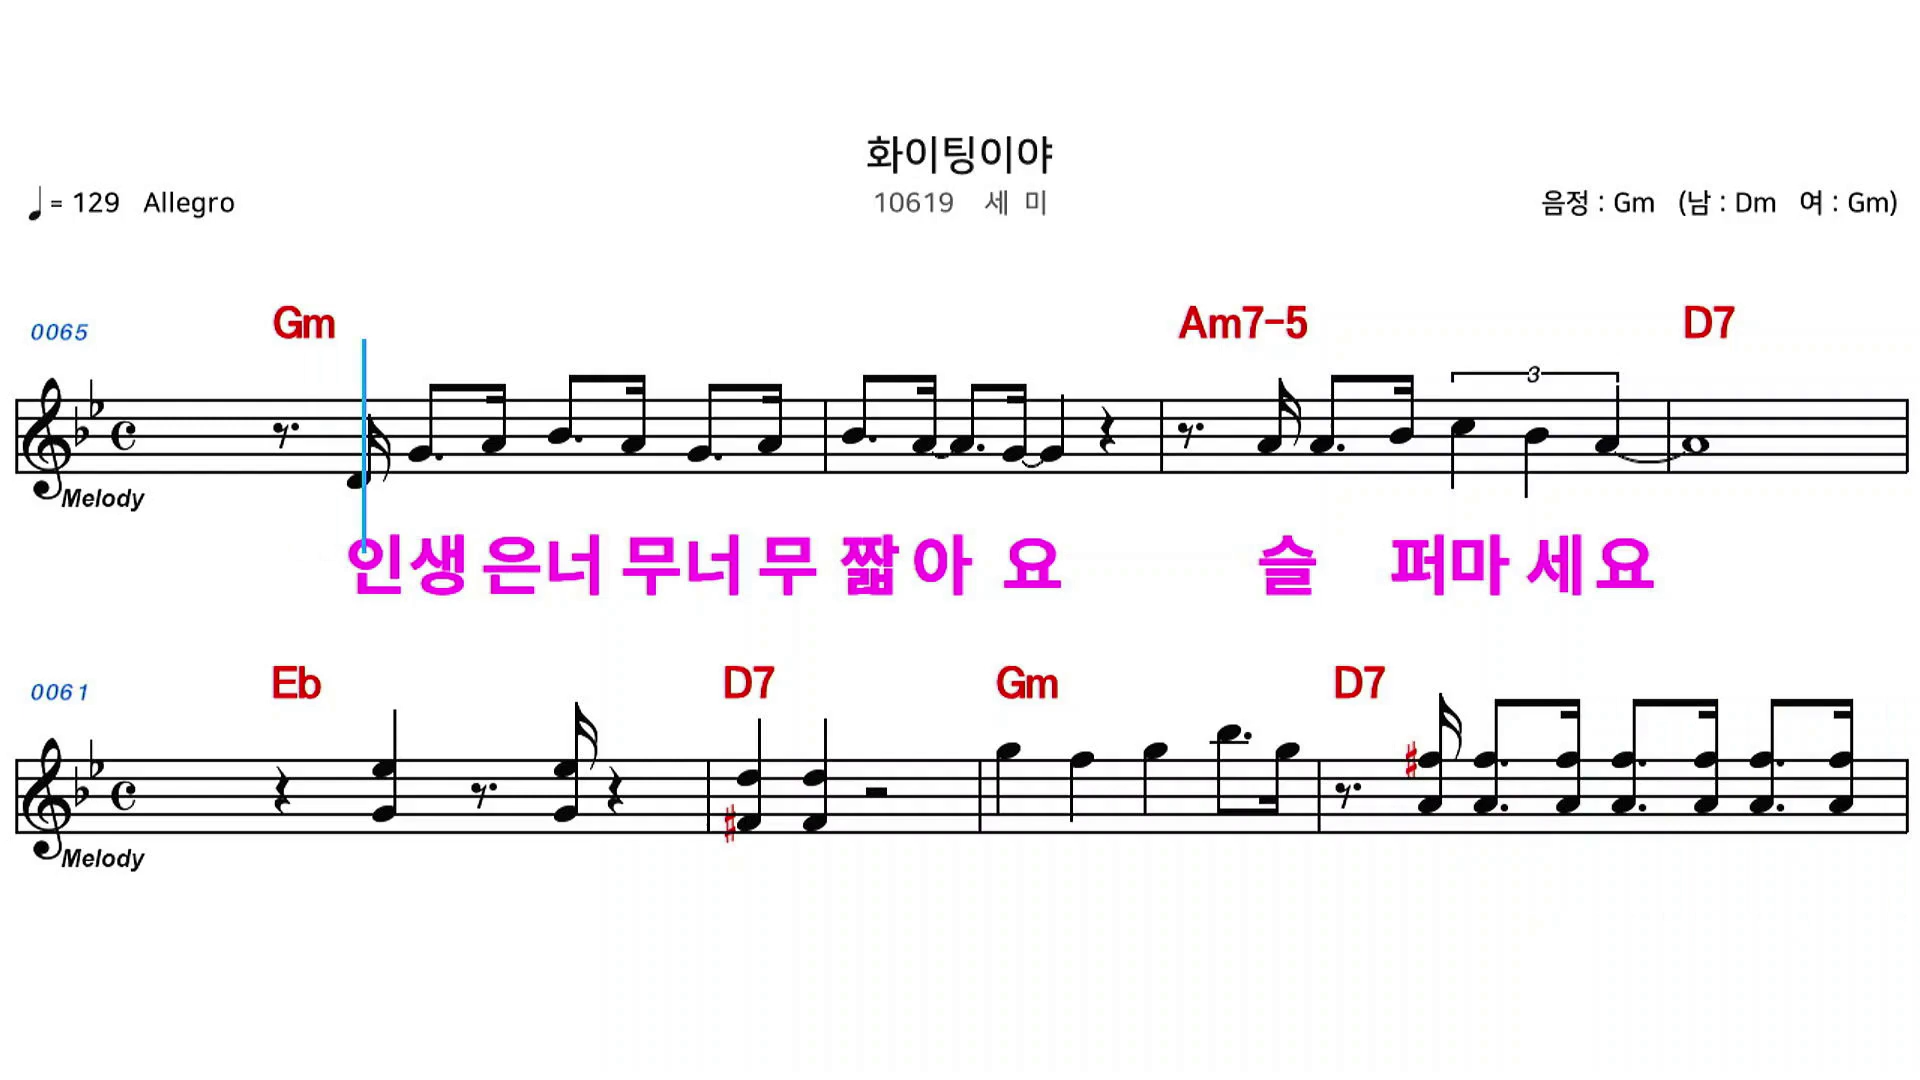 화이팅이야
♩= 129 Allegro
10619 세 미
음정 : Gm (남 : Dm 여 : Gm)
0065 Gm Am7-5 D7
3
Melody
인생은너무너무짧아요 슬퍼마세요
0061 Eb D7 Gm D7
Melody